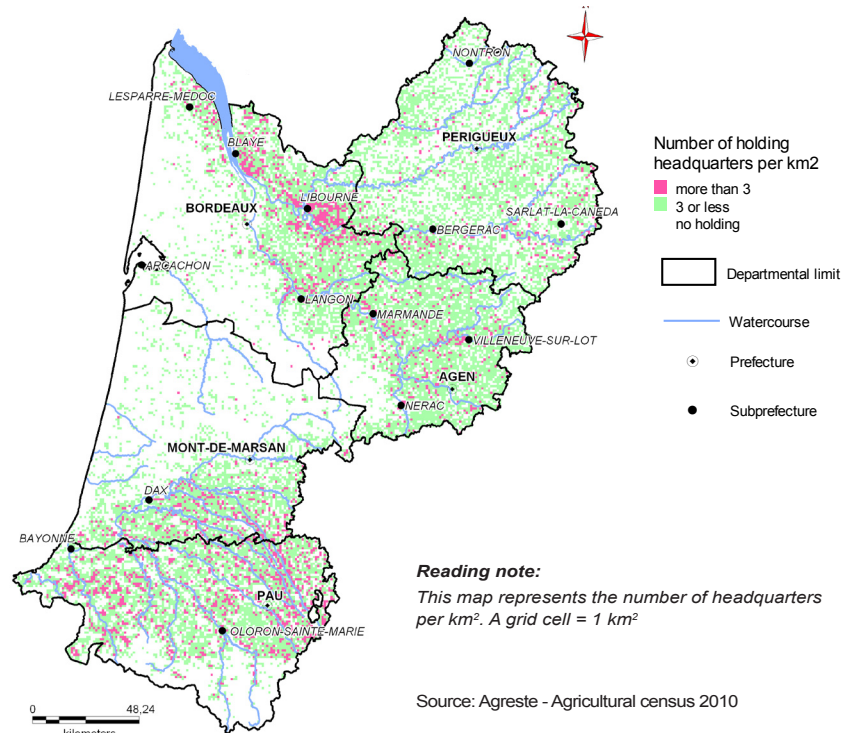 NONTRON
LESPARRE-MEDOC
BLAYE
PERIGUEUX
LIBOURNE
BORDEAUX
SARLAT-LA-CANEDA
BERGERAC
ARCACHON
LANGON
MARMANDE
VILLENEUVE-SUR-LOT
AGEN
NERAC
MONT-DE-MARSAN
DAX
BAYONNE
PAU
OLORON-SAINTE-MARIE
0 48,24
kilometers
Number of holding
headquarters per km2
more than 3
3 or less
no holding
Departmental limit
Watercourse
Prefecture
Subprefecture
Reading note:
This map represents the number of headquarters
per km². A grid cell = 1 km²
Source: Agreste - Agricultural census 2010